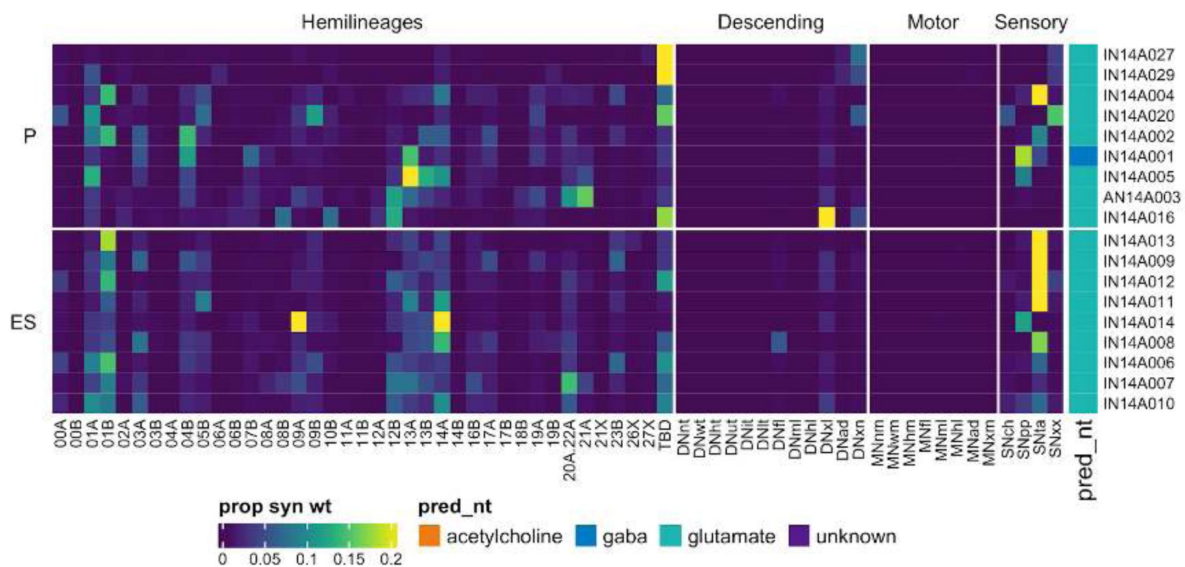 Hemilineages Descending Motor Sensory
P
ES
IN14A027
IN14A029
IN14A004
IN14A020
IN14A002
IN14A001
IN14A005
AN14A003
IN14A016
IN14A013
IN14A009
IN14A012
IN14A011
IN14A014
IN14A008
IN14A006
IN14A007
IN14A010
00A
00B
01A
01B
02A
03A
03B
04A
04B
05B
06A
06B
07B
08A
08B
09A
09B
10B
11A
11B
12A
12B
13A
13B
14A
14B
16B
17A
17B
18B
19A
19B
20A.22A
21A
21X
23B
26X
27X
TBD
DNnt
DNwt
DNht
DNut
DNit
DNlt
DNfl
DNml
DNhl
DNxl
DNad
DNxn
MNnm
MNwm
MNhm
MNfl
MNml
MNhl
MNad
MNxm
SNch
SNpp
SNta
SNxx
pred_nt
prop syn wt
0 0.05 0.1 0.15 0.2
pred_nt
acetylcholine gaba glutamate unknown